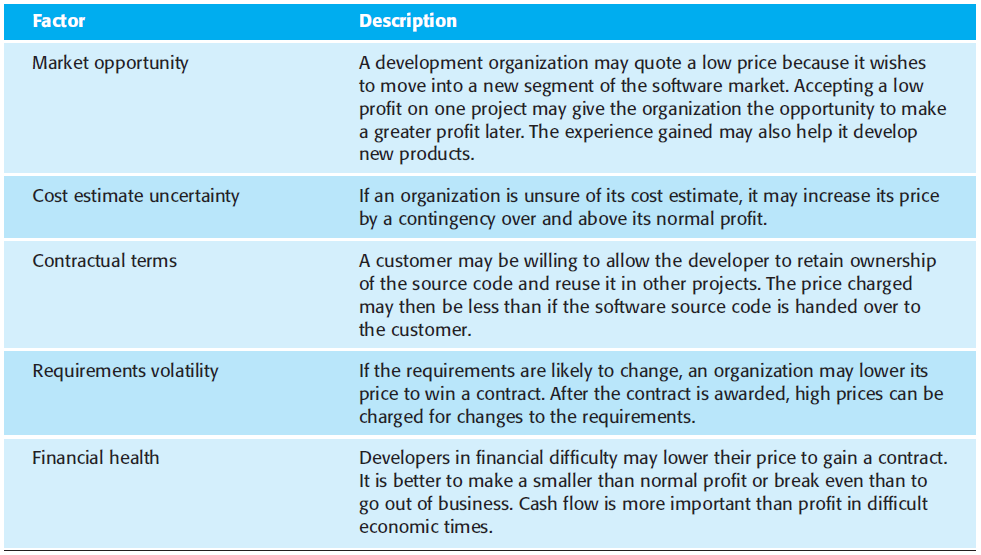 Factor Description
Market opportunity A development organization may quote a low price because it wishes
to move into a new segment of the software market. Accepting a low
profit on one project may give the organization the opportunity to make
a greater profit later. The experience gained may also help it develop
new products.
Cost estimate uncertainty If an organization is unsure of its cost estimate, it may increase its price
by a contingency over and above its normal profit.
Contractual terms A customer may be willing to allow the developer to retain ownership
of the source code and reuse it in other projects. The price charged
may then be less than if the software source code is handed over to
the customer.
Requirements volatility If the requirements are likely to change, an organization may lower its
price to win a contract. After the contract is awarded, high prices can be
charged for changes to the requirements.
Financial health Developers in financial difficulty may lower their price to gain a contract.
It is better to make a smaller than normal profit or break even than to
go out of business. Cash flow is more important than profit in difficult
economic times.